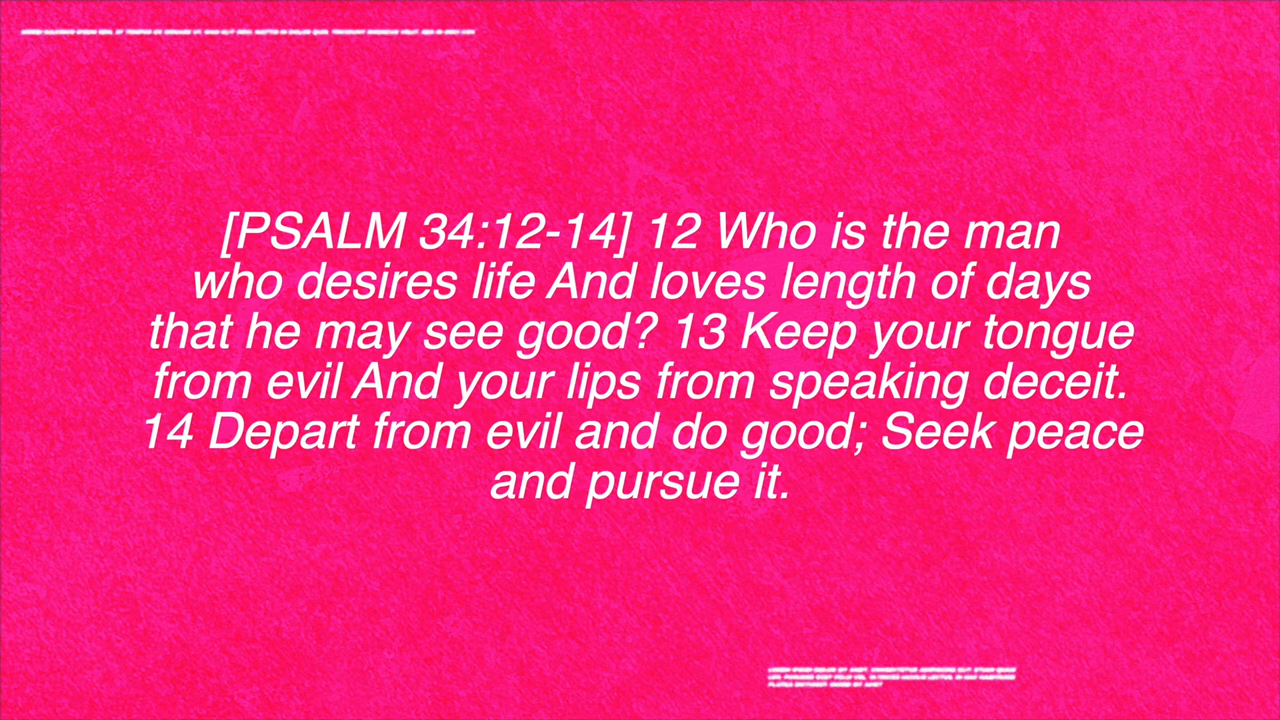 [PSALM 34:12-14] 12 Who is the man
who desires life And loves length of days
that he may see good? 13 Keep your tongue
from evil And your lips from speaking deceit.
14 Depart from evil and do good; Seek peace
and pursue it.